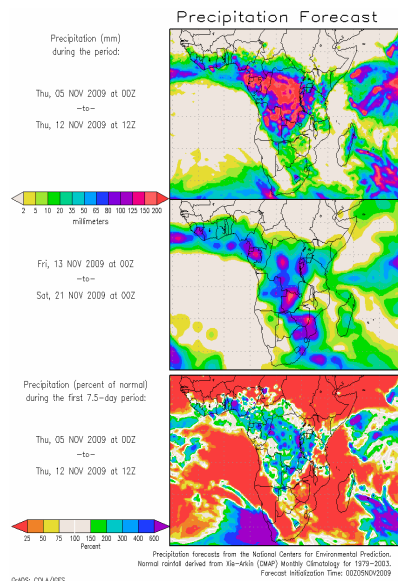 Precipitation Forecast
Precipitation (mm)
during the period:
Thu, 05 NOV 2009 at 00Z
-to-
Thu, 12 NOV 2009 at 12Z
2 5 10 20 35 50 65 80 100 125 150 200
millimeters
Fri, 13 NOV 2009 at 00Z
-to-
Sat, 21 NOV 2009 at 00Z
Precipitation (percent of normal)
during the first 7.5-day period:
Thu, 05 NOV 2009 at 00Z
-to-
Thu, 12 NOV 2009 at 12Z
25 50 75 100 150 200 300 400 600
Percent
Precipitation forecasts from the National Centers for Environmental Prediction.
Normal rainfall derived from Xie-Arkin (CMAP) Monthly Climatology for 1979-2003.
Forecast Initialization Time: 00Z05NOV2009
GrADS: COLA/IGES